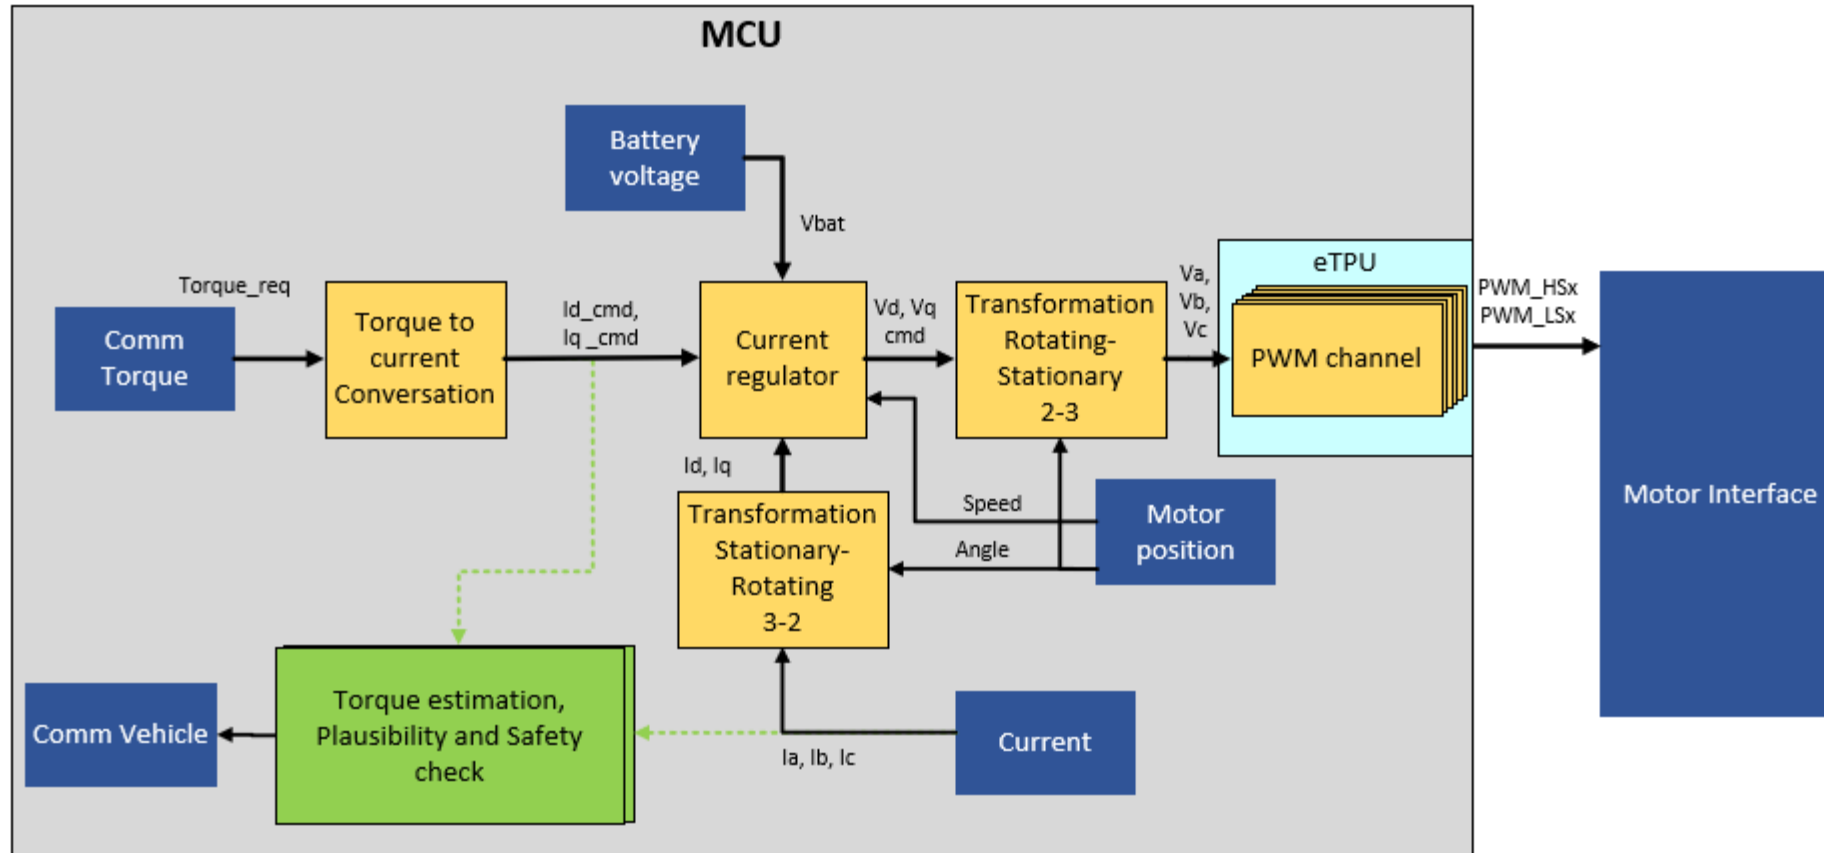 MCU
Battery
voltage
Vbat
eTPU
Torque_req
Comm
Torque
Torque to
current
Conversation
Id_cmd,
Iq _cmd
Current
regulator
Vd, Vq
cmd
Transformation
Rotating-
Stationary
2-3
Va,
Vb,
Vc
PWM channel
PWM_HSx
PWM_LSx
Motor Interface
Id, Iq
Transformation
Stationary-
Rotating
3-2
Speed
Angle
Motor
position
Comm Vehicle
Torque estimation,
Plausibility and Safety
check
Ia, Ib, Ic
Current